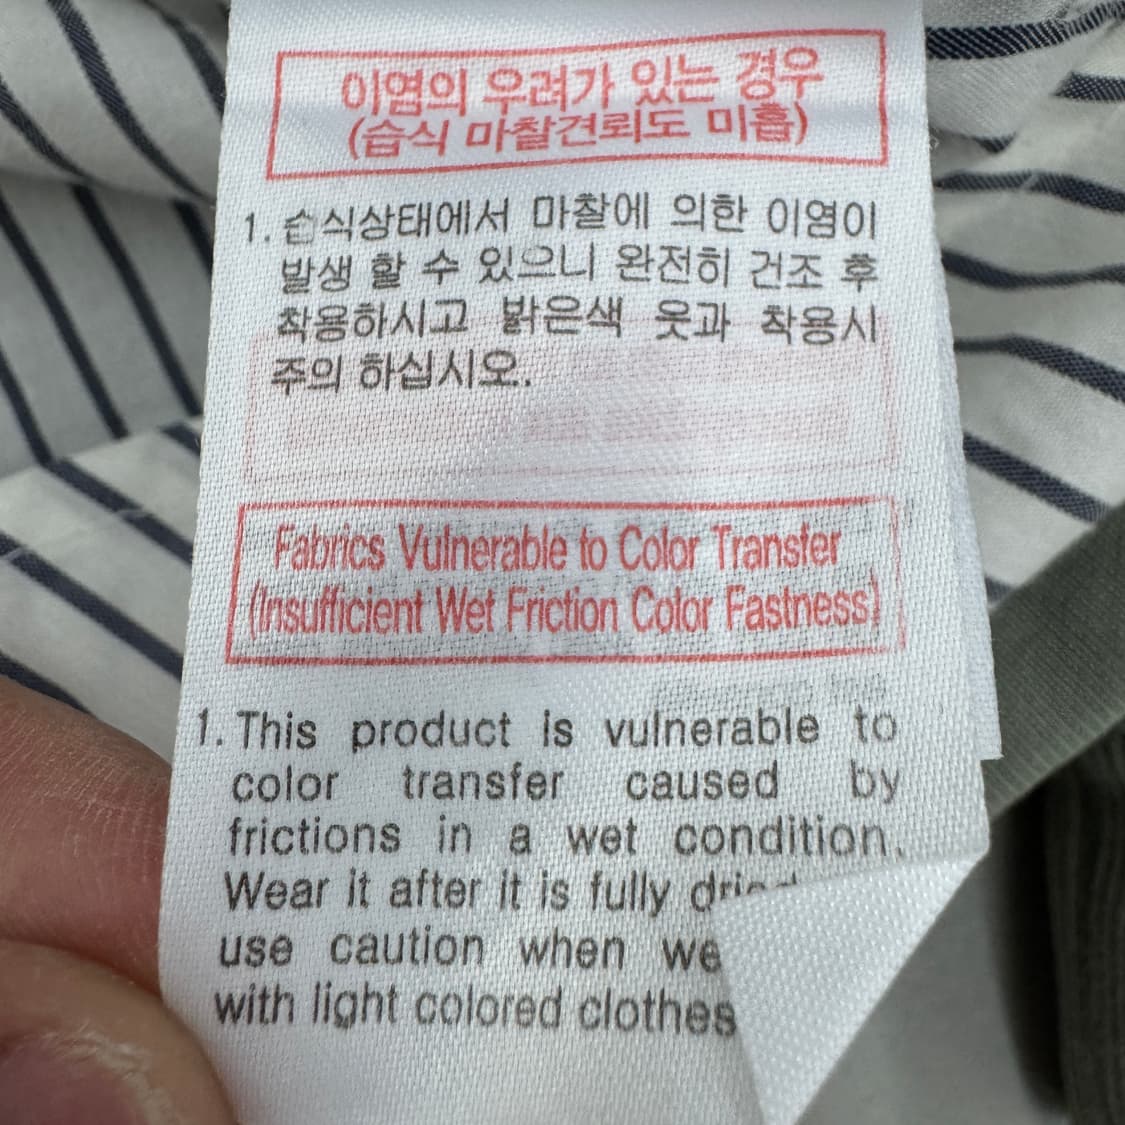 이염의 우려가 있는 경우
(습식 마찰견뢰도 미흡)
1. 습식상태에서 마찰에 의한 이염이
발생 할 수 있으니 완전히 건조 후
착용하시고 밝은색 옷과 착용시
주의 하십시오.
Fabrics Vulnerable to Color Transfer
(Insufficient Wet Friction Color Fastness)
1. This product is vulnerable to
color transfer caused by
frictions in a wet condition.
Wear it after it is fully
use caution when
with light colored clothes